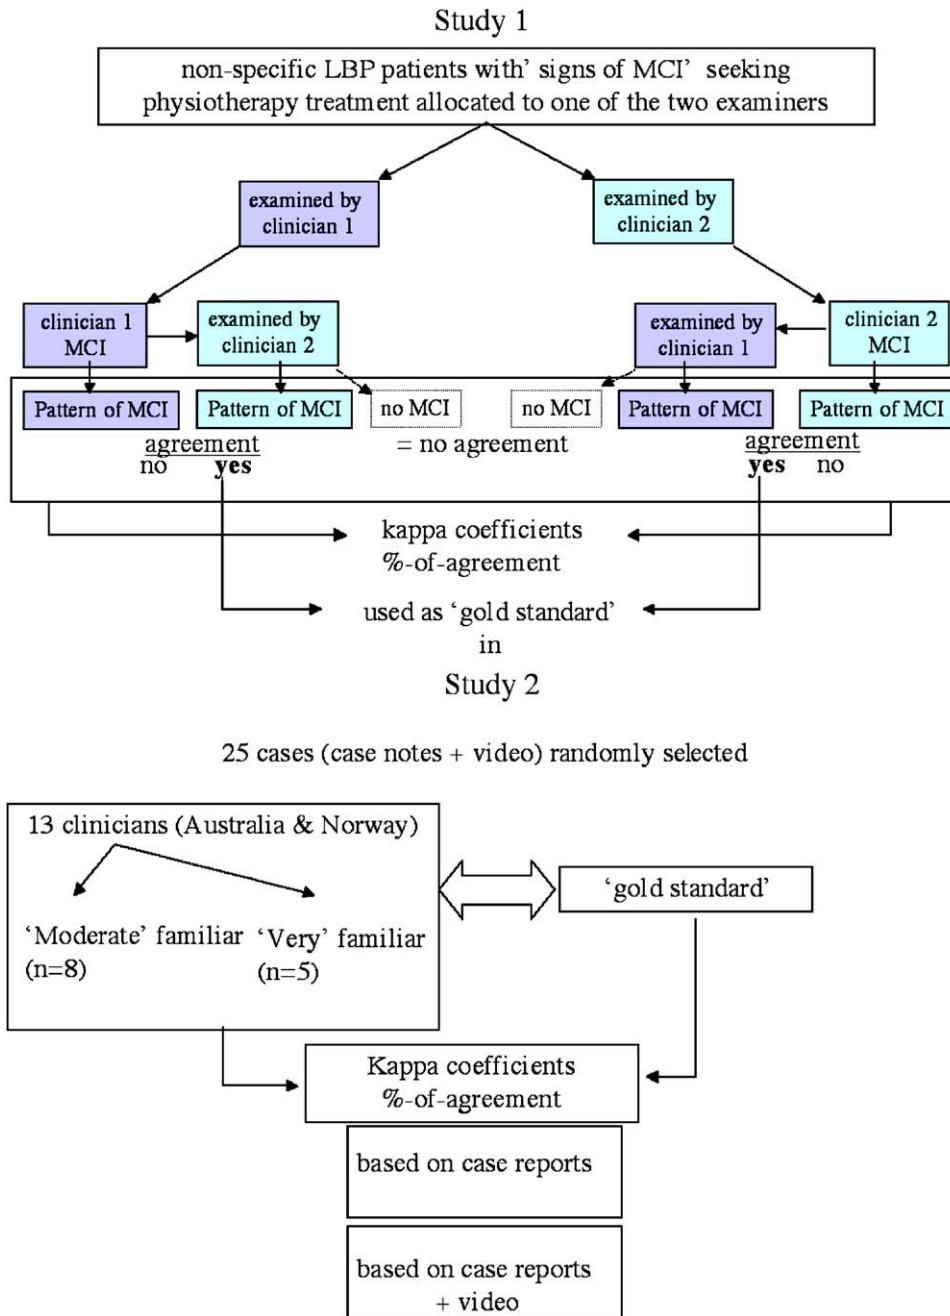 Study 1
non-specific LBP patients with' signs of MCI' seeking
physiotherapy treatment allocated to one of the two examiners
examined by
clinician 1
examined by
clinician 2
clinician 1
MCI
examined by
clinician 2
examined by
clinician 1
clinician 2
MCI
Pattern of MCI
Pattern of MCI
no MCI
no MCI
Pattern of MCI
Pattern of MCI
agreement
no yes
= no agreement
agreement
yes no
kappa coefficients
%-of-agreement
used as ‘gold standard’
in
Study 2
25 cases (case notes + video) randomly selected
13 clinicians (Australia & Norway)
‘Moderate’ familiar
(n=8)
‘Very’ familiar
(n=5)
‘gold standard’
Kappa coefficients
%-of-agreement
based on case reports
based on case reports
+ video